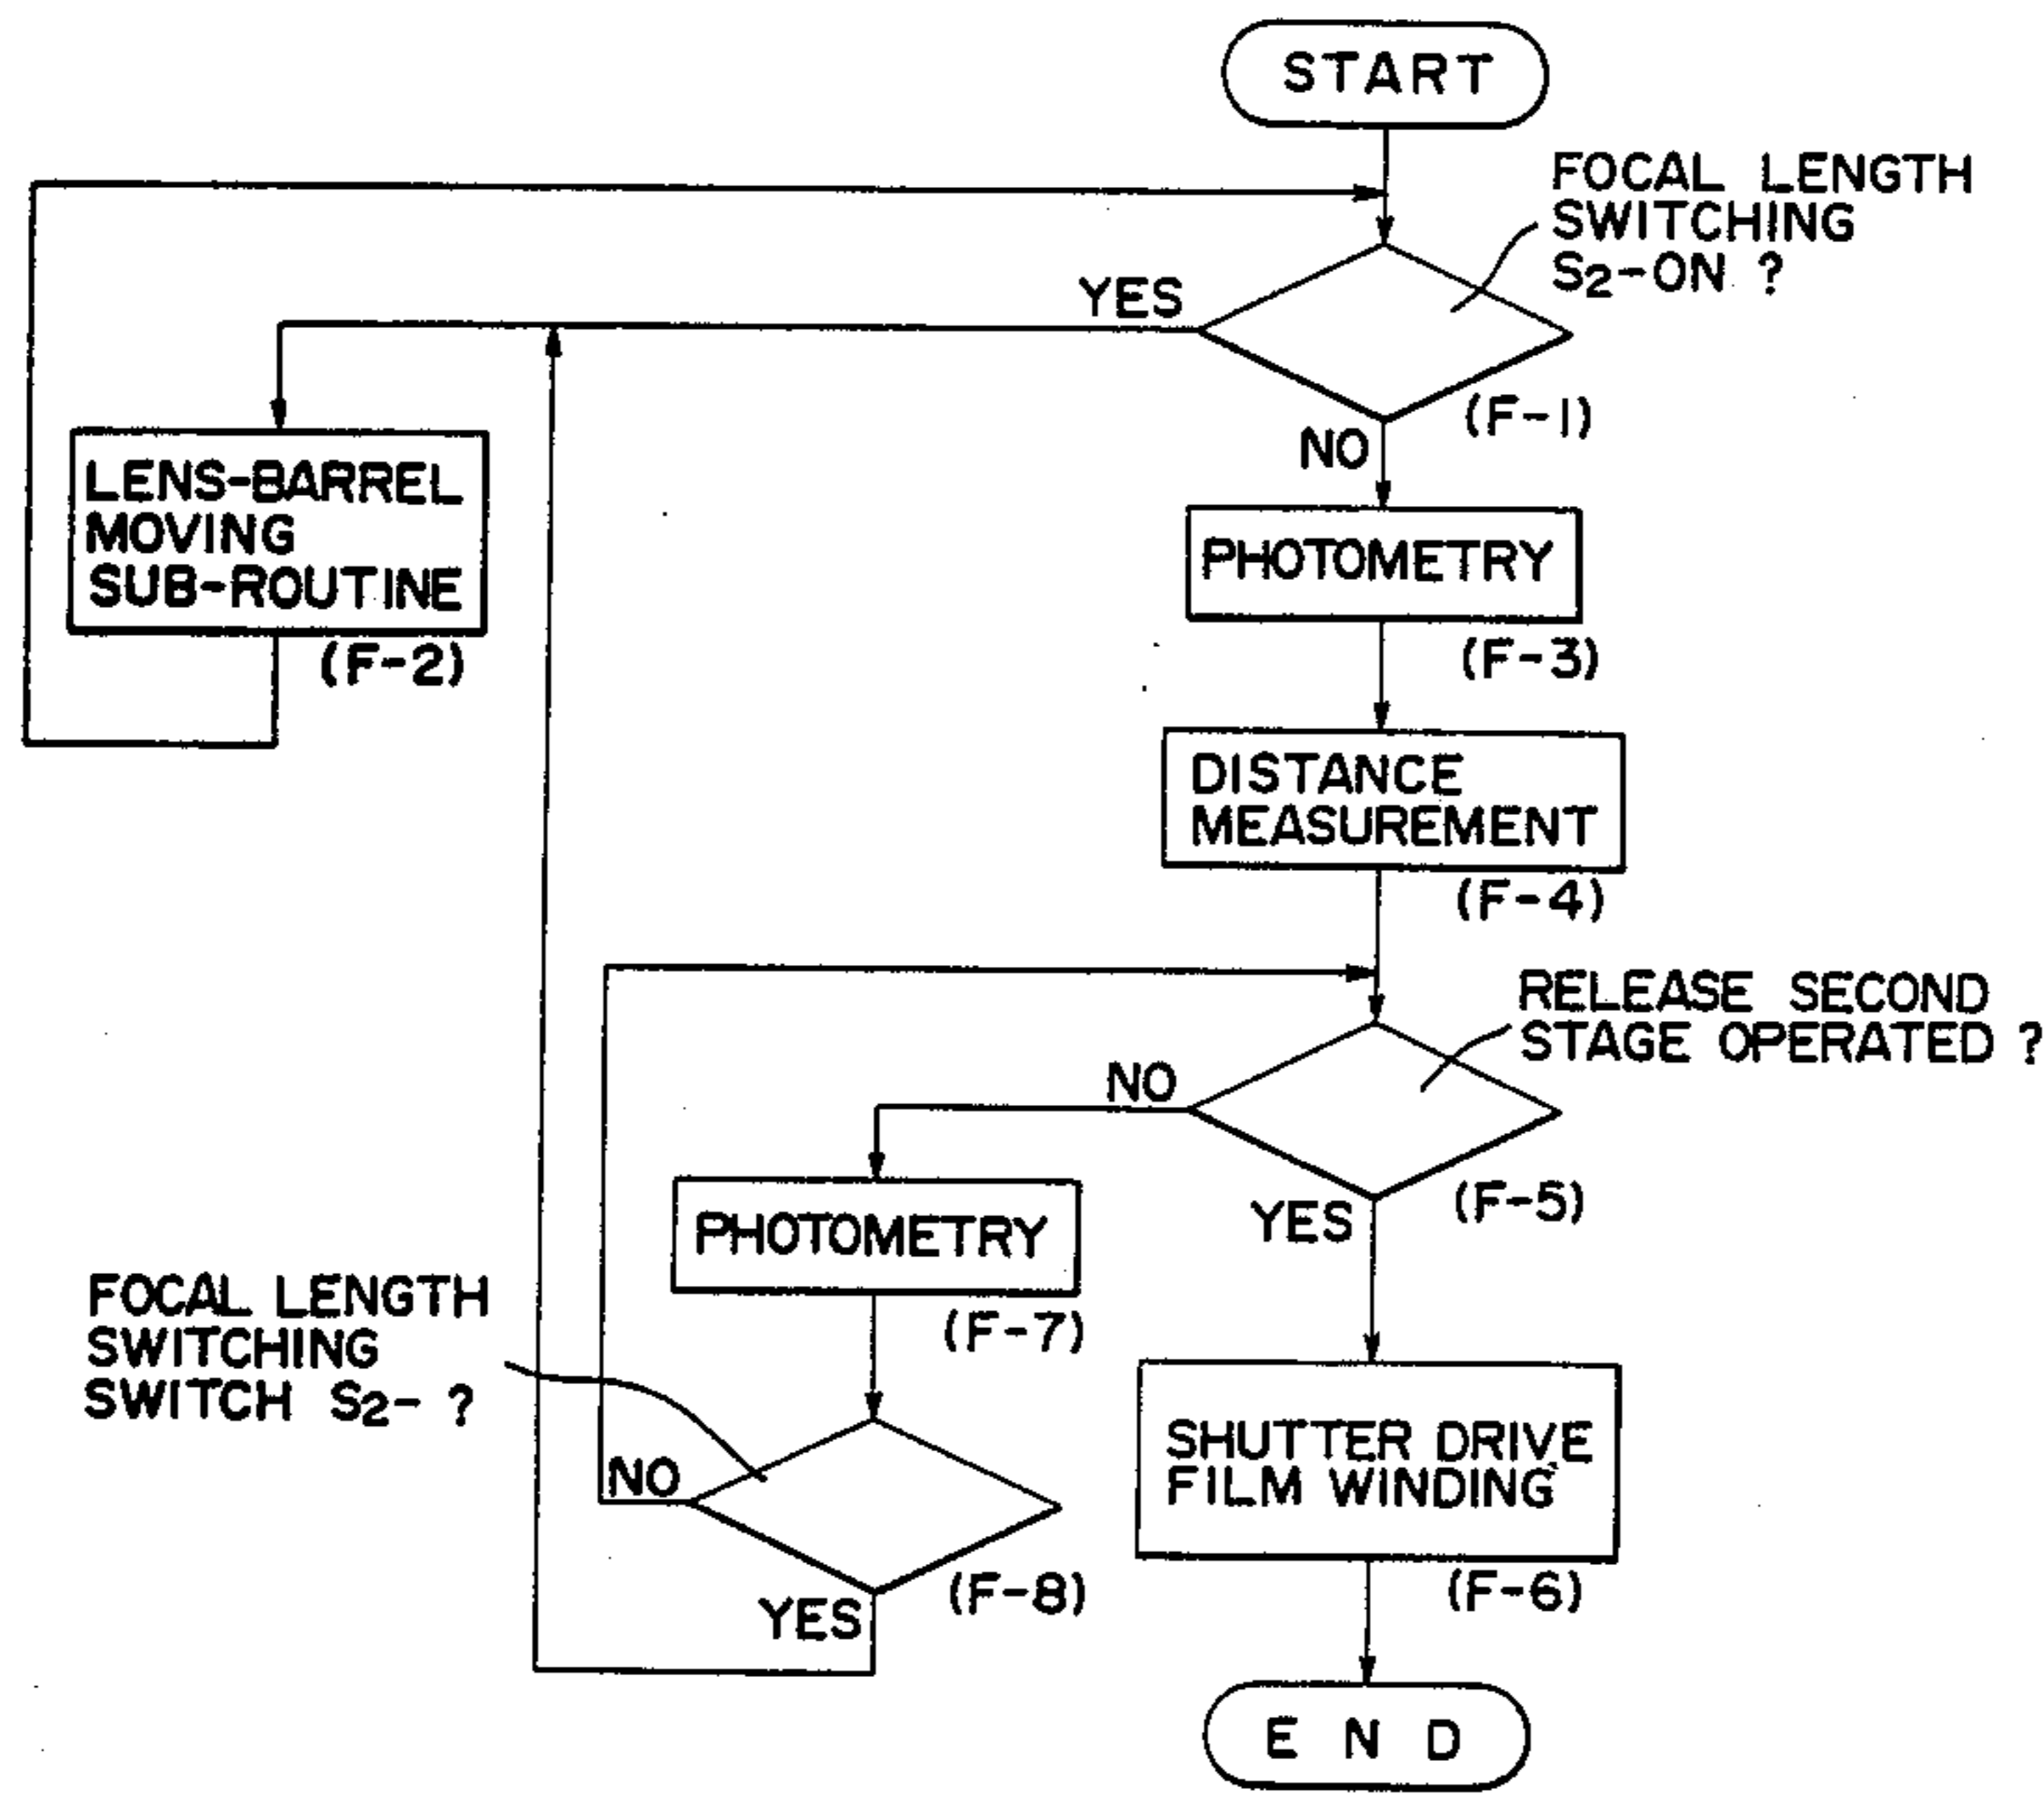 START
FOCAL LENGTH
SWITCHING
S2-ON ?
YES
(F-1)
NO
LENS-BARREL
MOVING
SUB-ROUTINE
(F-2)
PHOTOMETRY
(F-3)
DISTANCE
MEASUREMENT
(F-4)
RELEASE SECOND
STAGE OPERATED ?
NO
(F-5)
YES
PHOTOMETRY
(F-7)
FOCAL LENGTH
SWITCHING
SWITCH S2- ?
NO
(F-8)
YES
SHUTTER DRIVE
FILM WINDING
(F-6)
END